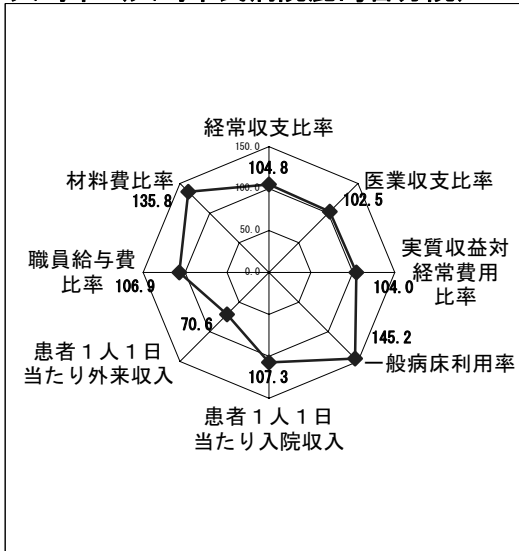 経常収支比率
150.0
104.8
100.0
50.0
0.0
医業収支比率
102.5
実質収益対
経常費用
比率
104.0
145.2
一般病床利用率
107.3
患者１人１日
当たり入院収入
70.6
患者１人１日
当たり外来収入
職員給与費
比率
106.9
材料費比率
135.8